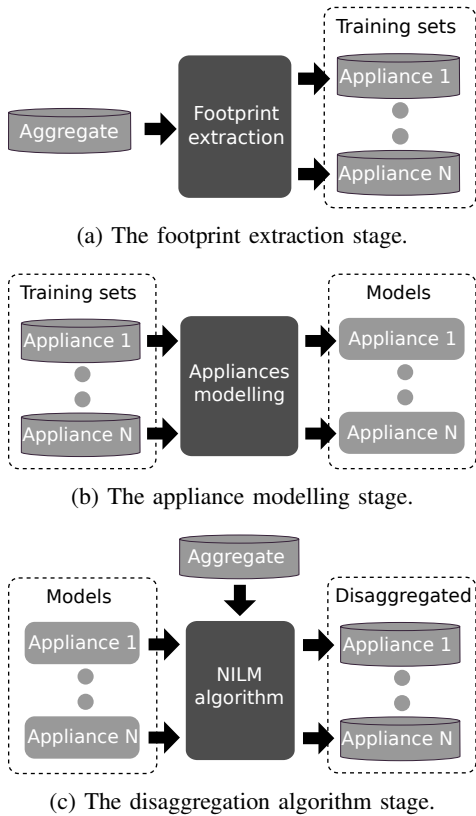 Training sets
Appliance 1
Aggregate
Footprint
extraction
Appliance N
(a) The footprint extraction stage.
Training sets
Models
Appliance 1
Appliance 1
Appliances
modelling
Appliance N
Appliance N
(b) The appliance modelling stage.
Aggregate
Models
Disaggregated
Appliance 1
Appliance 1
NILM
algorithm
Appliance N
Appliance N
(c) The disaggregation algorithm stage.